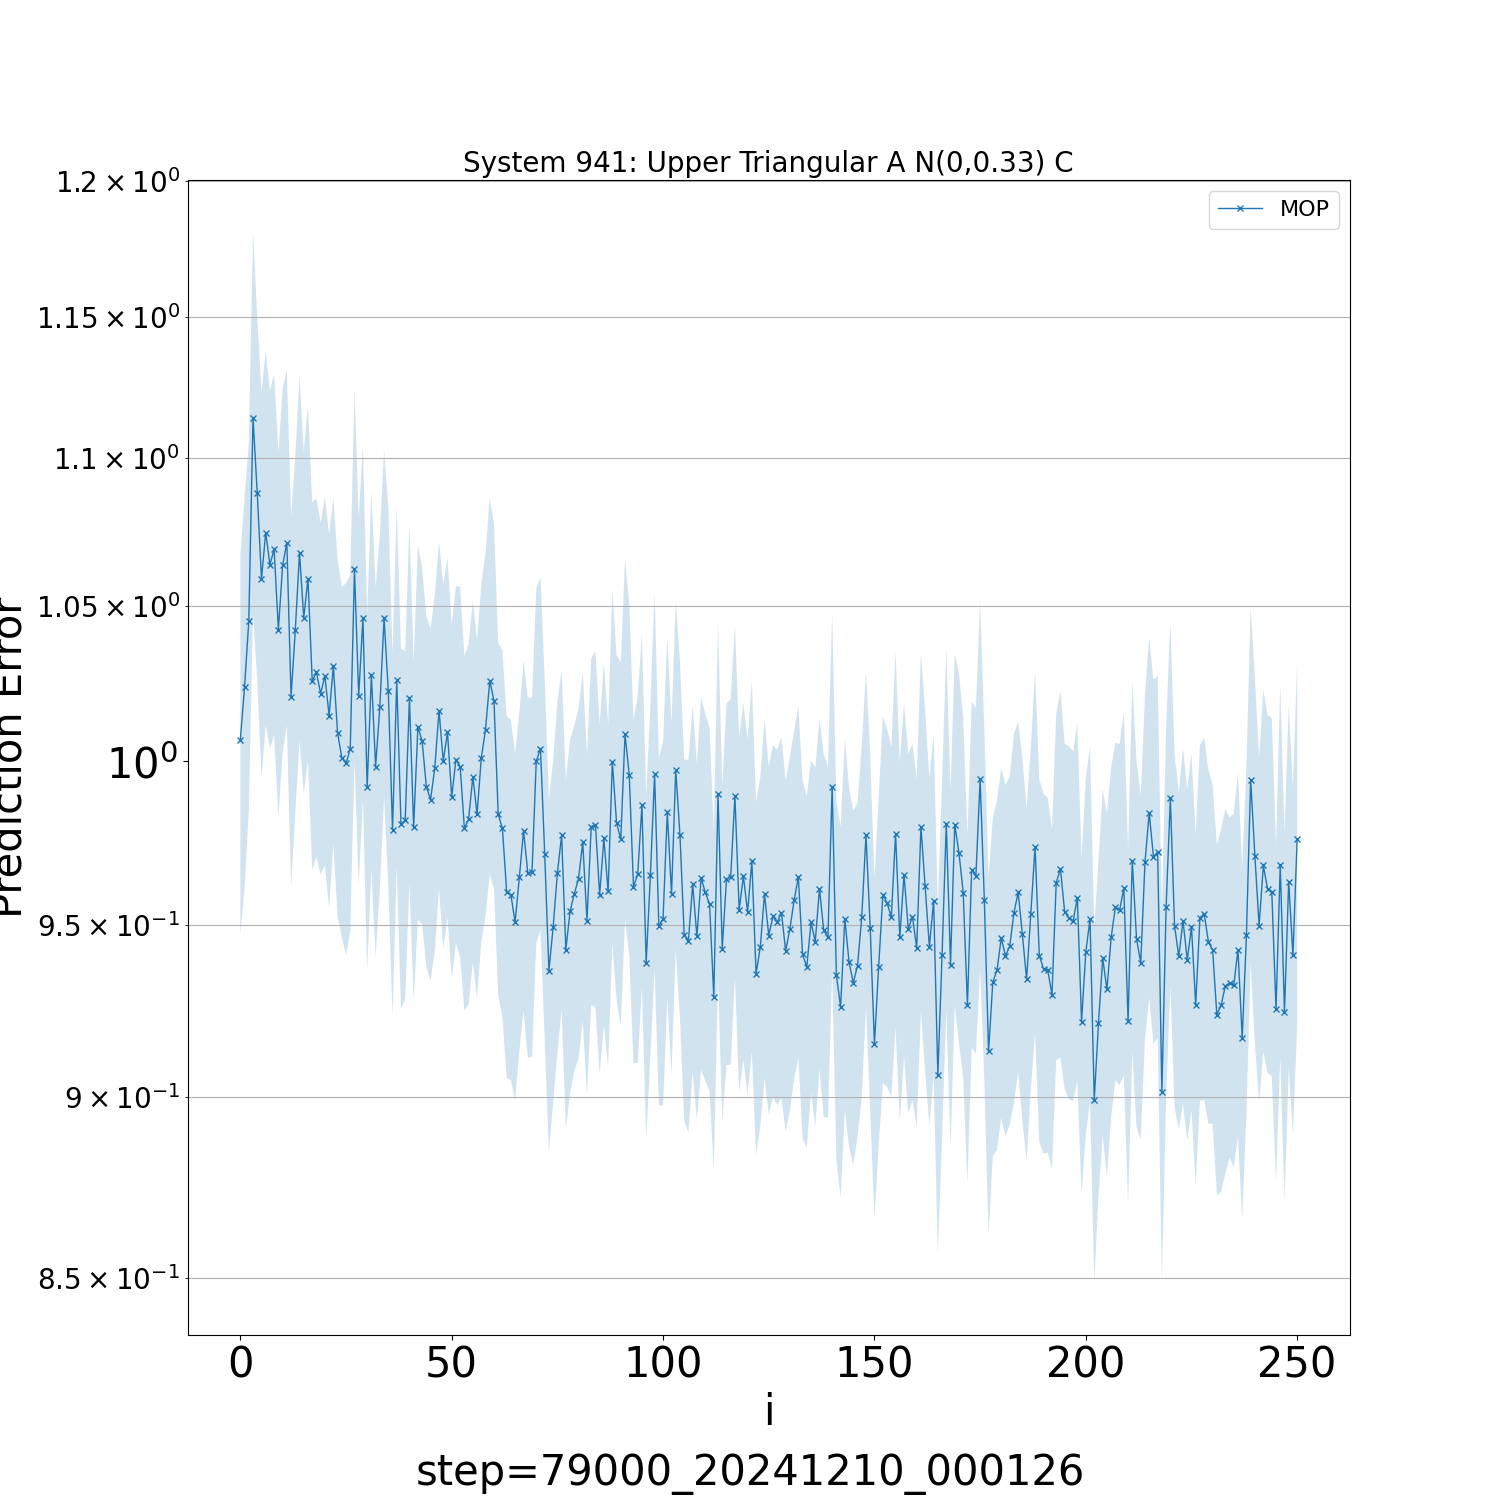 System 941: Upper Triangular A N(0,0.33) C
MOP
1.2 × 10⁰
1.15 × 10⁰
1.1 × 10⁰
1.05 × 10⁰
10⁰
9.5 × 10⁻¹
9 × 10⁻¹
8.5 × 10⁻¹
Prediction Error
0 50 100 150 200 250
i
step=79000_20241210_000126